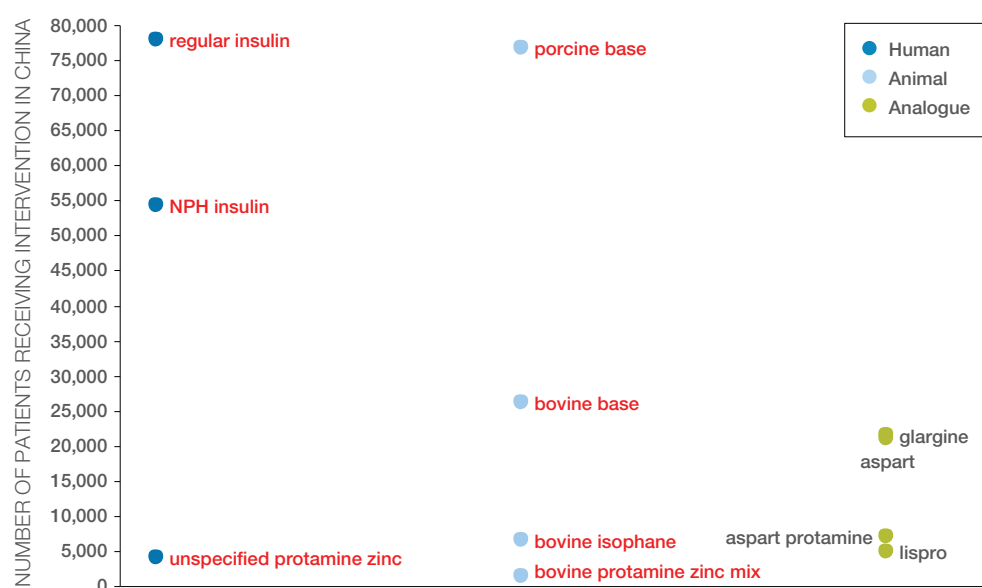 NUMBER OF PATIENTS RECEIVING INTERVENTION IN CHINA
80,000
75,000
70,000
65,000
60,000
55,000
50,000
45,000
40,000
35,000
30,000
25,000
20,000
15,000
10,000
5,000
0
regular insulin
NPH insulin
unspecified protamine zinc
porcine base
bovine base
bovine isophane
bovine protamine zinc mix
glargine
aspart
aspart protamine
lispro
Human
Animal
Analogue